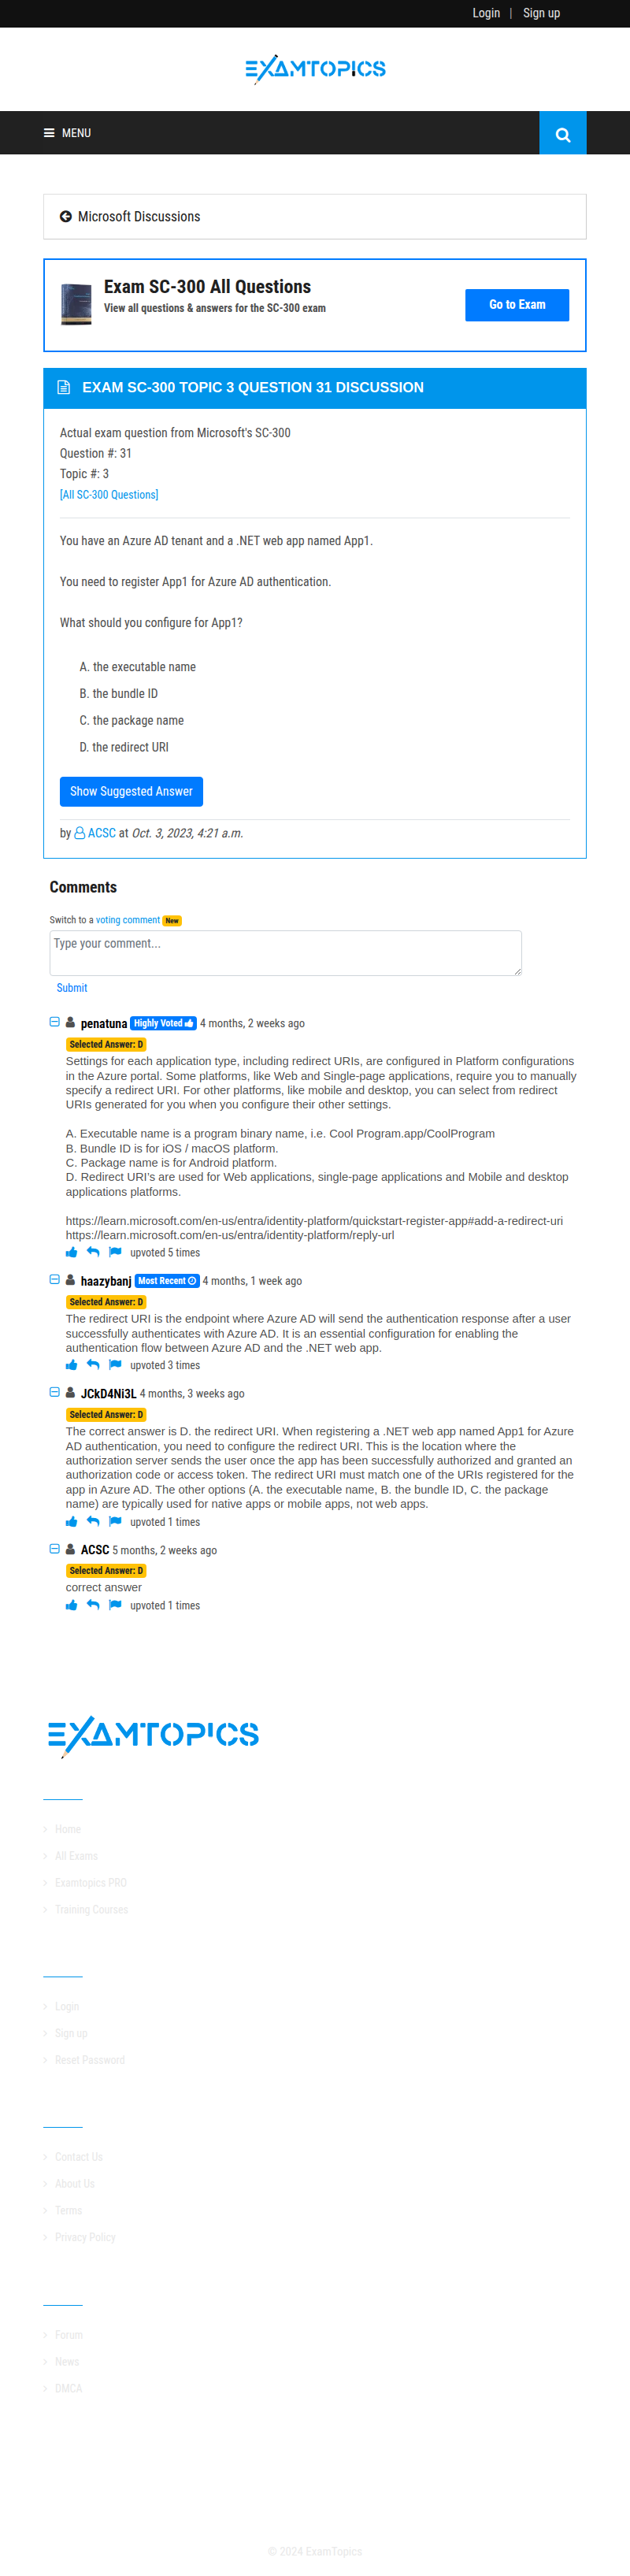 Login | Sign up
EXAMTOPICS
MENU
Microsoft Discussions
Exam SC-300 All Questions
View all questions & answers for the SC-300 exam
Go to Exam
EXAM SC-300 TOPIC 3 QUESTION 31 DISCUSSION
Actual exam question from Microsoft's SC-300
Question #: 31
Topic #: 3
[All SC-300 Questions]
You have an Azure AD tenant and a .NET web app named App1.
You need to register App1 for Azure AD authentication.
What should you configure for App1?
A. the executable name
B. the bundle ID
C. the package name
D. the redirect URI
Show Suggested Answer
by ACSC at Oct. 3, 2023, 4:21 a.m.
Comments
Switch to a voting comment New
Type your comment...
Submit
penatuna Highly Voted 4 months, 2 weeks ago
Selected Answer: D
Settings for each application type, including redirect URIs, are configured in Platform configurations
in the Azure portal. Some platforms, like Web and Single-page applications, require you to manually
specify a redirect URI. For other platforms, like mobile and desktop, you can select from redirect
URIs generated for you when you configure their other settings.
A. Executable name is a program binary name, i.e. Cool Program.app/CoolProgram
B. Bundle ID is for iOS / macOS platform.
C. Package name is for Android platform.
D. Redirect URI's are used for Web applications, single-page applications and Mobile and desktop
applications platforms.
https://learn.microsoft.com/en-us/entra/identity-platform/quickstart-register-app#add-a-redirect-uri
https://learn.microsoft.com/en-us/entra/identity-platform/reply-url
upvoted 5 times
haazybanj Most Recent 4 months, 1 week ago
Selected Answer: D
The redirect URI is the endpoint where Azure AD will send the authentication response after a user
successfully authenticates with Azure AD. It is an essential configuration for enabling the
authentication flow between Azure AD and the .NET web app.
upvoted 3 times
JCkD4Ni3L 4 months, 3 weeks ago
Selected Answer: D
The correct answer is D. the redirect URI. When registering a .NET web app named App1 for Azure
AD authentication, you need to configure the redirect URI. This is the location where the
authorization server sends the user once the app has been successfully authorized and granted an
authorization code or access token. The redirect URI must match one of the URIs registered for the
app in Azure AD. The other options (A. the executable name, B. the bundle ID, C. the package
name) are typically used for native apps or mobile apps, not web apps.
upvoted 1 times
ACSC 5 months, 2 weeks ago
Selected Answer: D
correct answer
upvoted 1 times
EXAMTOPICS
Home
All Exams
Examtopics PRO
Training Courses
Login
Sign up
Reset Password
Contact Us
About Us
Terms
Privacy Policy
Forum
News
DMCA
© 2024 ExamTopics